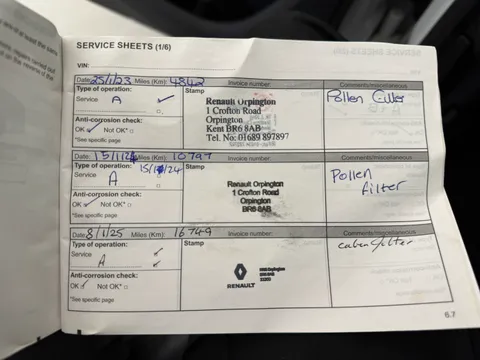 SERVICE SHEETS (1/6)
VIN:
Date: 25/1/23 Miles (Km): 4842 Invoice number: Comments/miscellaneous
Type of operation: Stamp
Service A ✓
Pollen Filter
Renault Orpington
1 Crofton Road
Orpington
Kent BR6 8AB
Tel. No: 01689 897897
Anti-corrosion check:
OK ✓ Not OK* □
*See specific page
Date: 15/1/24 Miles (Km): 10797 Invoice number: Comments/miscellaneous
Type of operation: 15/1/24 Stamp
Service A ✓
Pollen
filter
Renault Orpington
1 Crofton Road
Orpington
BR6 8AB
Anti-corrosion check:
OK ✓ Not OK* □
*See specific page
Date: 8/1/25 Miles (Km): 16749 Invoice number: Comments/miscellaneous
Type of operation: Stamp
Service A ✓
cabin filter
RENAULT
Anti-corrosion check:
OK ✓ Not OK* □
*See specific page
6.7